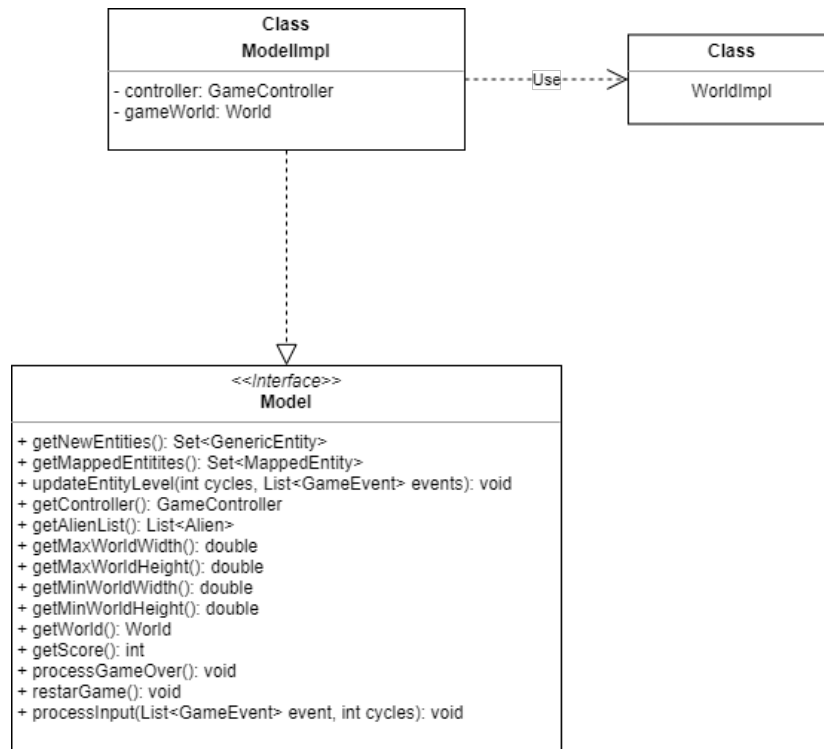 Class
ModelImpl
- controller: GameController
- gameWorld: World
Use
Class
WorldImpl
<<Interface>>
Model
+ getNewEntities(): Set<GenericEntity>
+ getMappedEntitites(): Set<MappedEntity>
+ updateEntityLevel(int cycles, List<GameEvent> events): void
+ getController(): GameController
+ getAlienList(): List<Alien>
+ getMaxWorldWidth(): double
+ getMaxWorldHeight(): double
+ getMinWorldWidth(): double
+ getMinWorldHeight(): double
+ getWorld(): World
+ getScore(): int
+ processGameOver(): void
+ restarGame(): void
+ processInput(List<GameEvent> event, int cycles): void